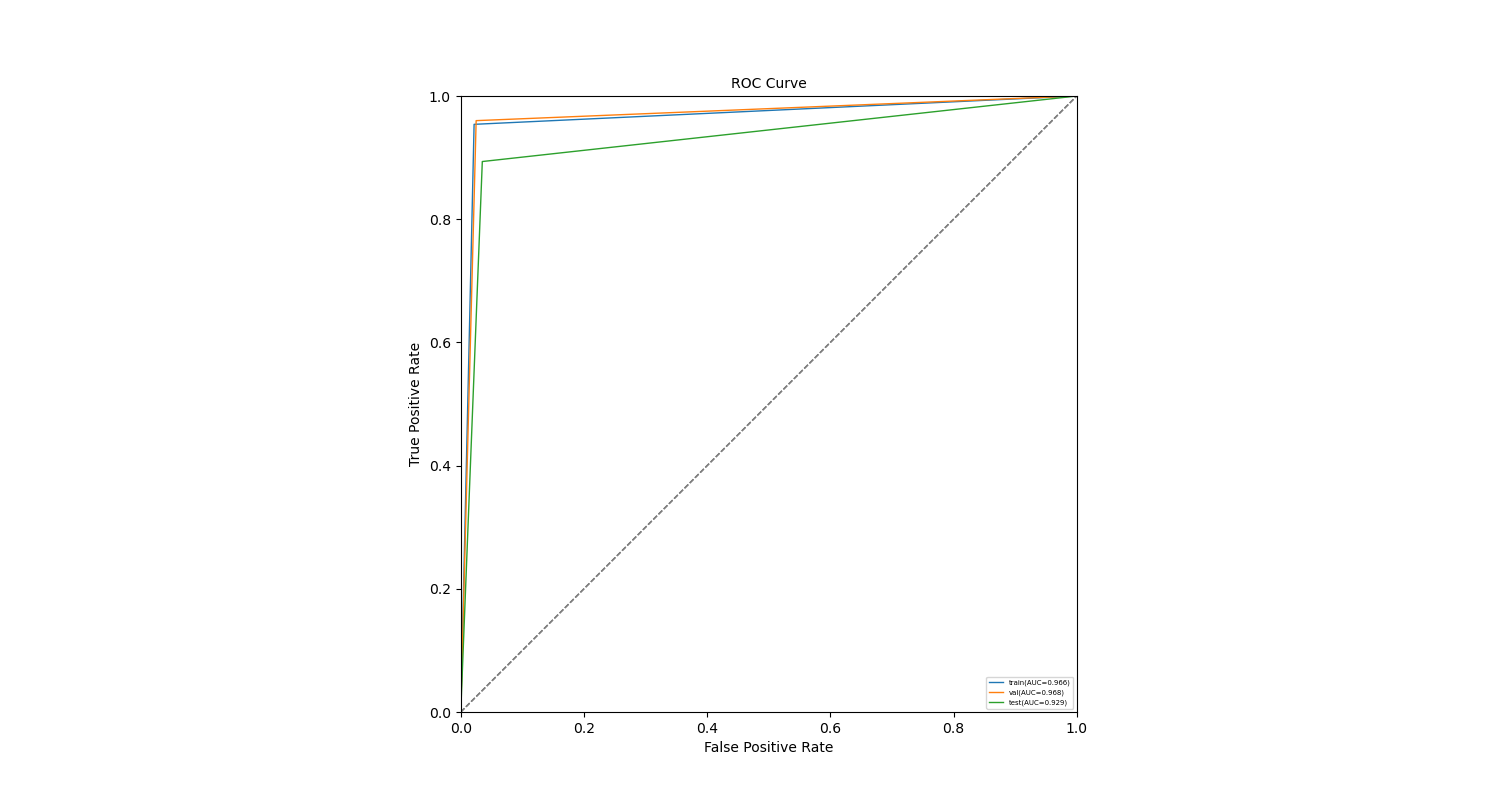 ROC Curve
1.0
0.8
0.6
0.4
0.2
0.0
True Positive Rate
train(AUC=0.966)
val(AUC=0.968)
test(AUC=0.929)
0.0 0.2 0.4 0.6 0.8 1.0
False Positive Rate